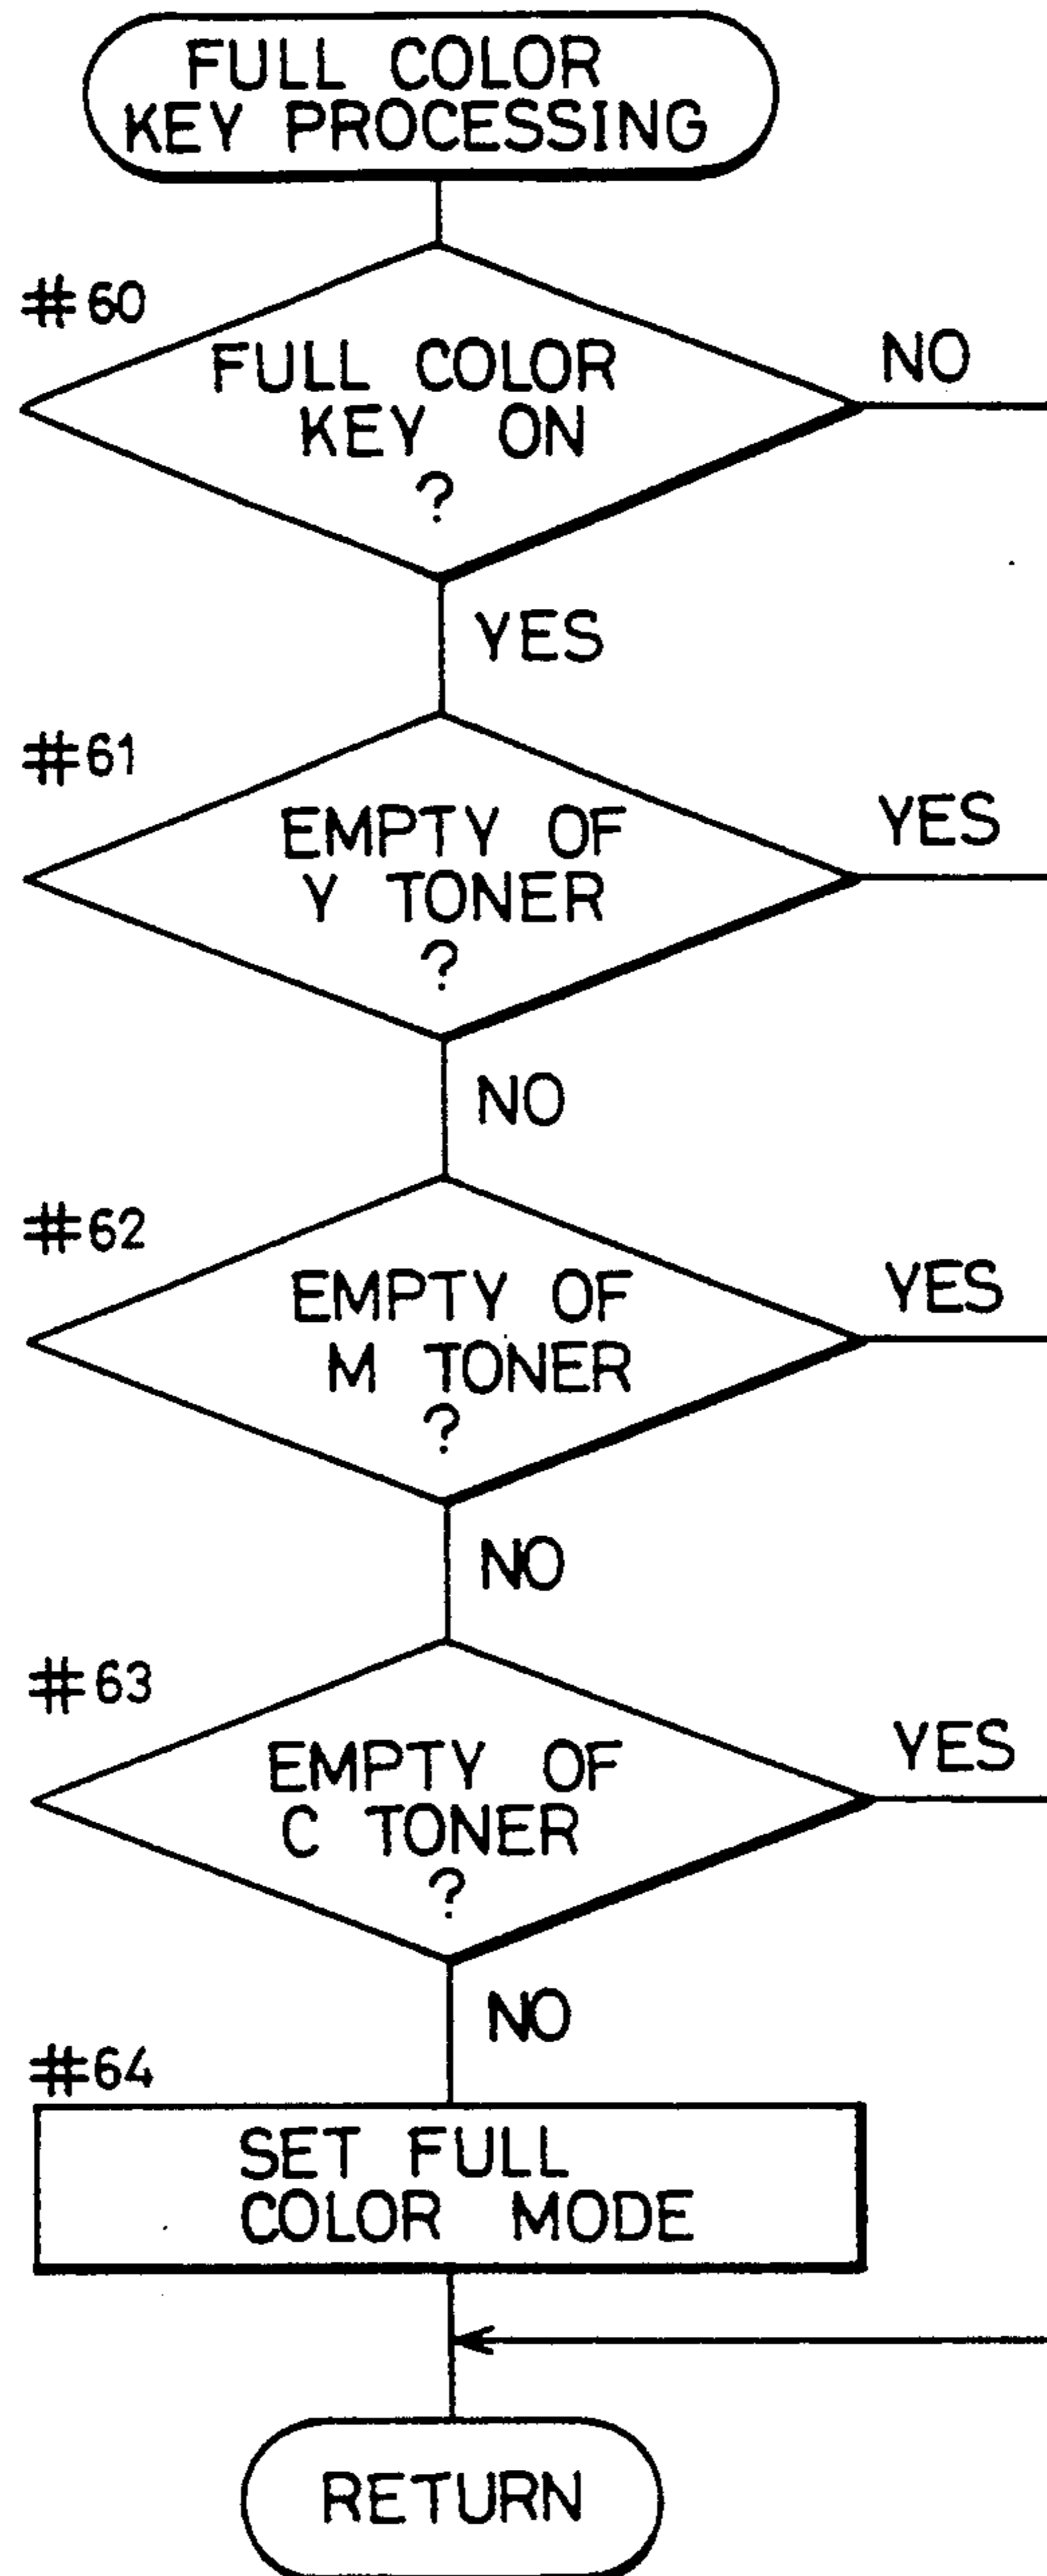 FULL COLOR
KEY PROCESSING
#60
FULL COLOR
KEY ON
?
NO
YES
#61
EMPTY OF
Y TONER
?
YES
NO
#62
EMPTY OF
M TONER
?
YES
NO
#63
EMPTY OF
C TONER
?
YES
NO
#64
SET FULL
COLOR MODE
RETURN